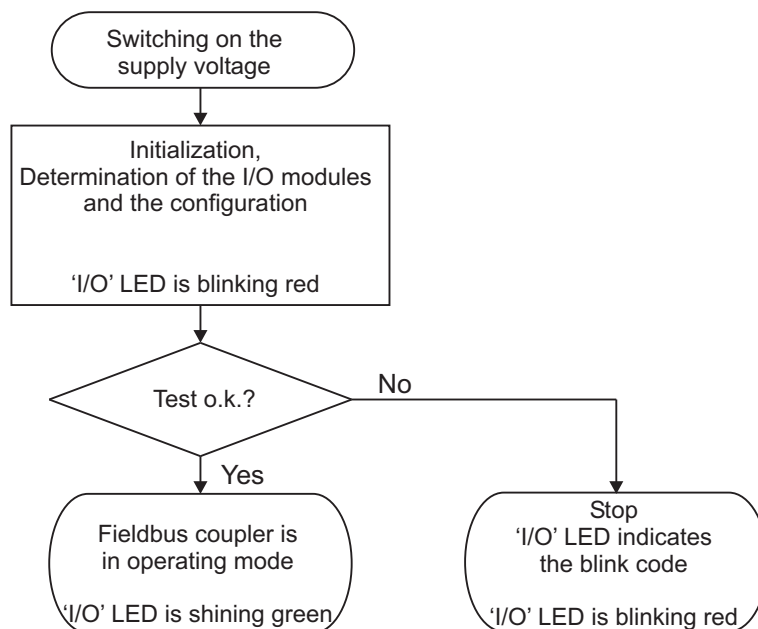 Switching on the
supply voltage
Initialization,
Determination of the I/O modules
and the configuration
‘I/O’ LED is blinking red
Test o.k.?
No
Yes
Fieldbus coupler is
in operating mode
‘I/O’ LED is shining green
Stop
‘I/O’ LED indicates
the blink code
‘I/O’ LED is blinking red